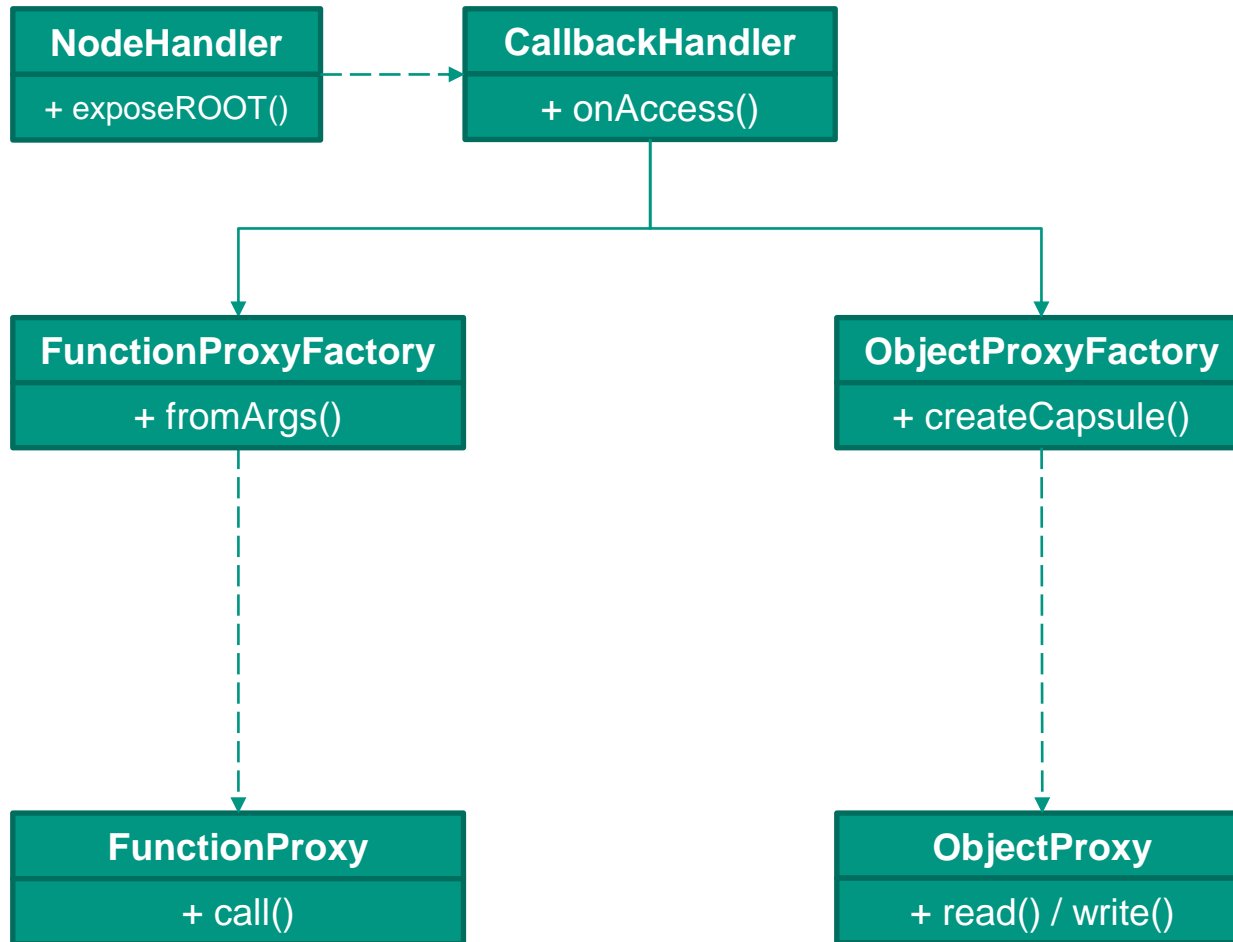 NodeHandler
+ exposeROOT()
CallbackHandler
+ onAccess()
FunctionProxyFactory
+ fromArgs()
ObjectProxyFactory
+ createCapsule()
FunctionProxy
+ call()
ObjectProxy
+ read() / write()